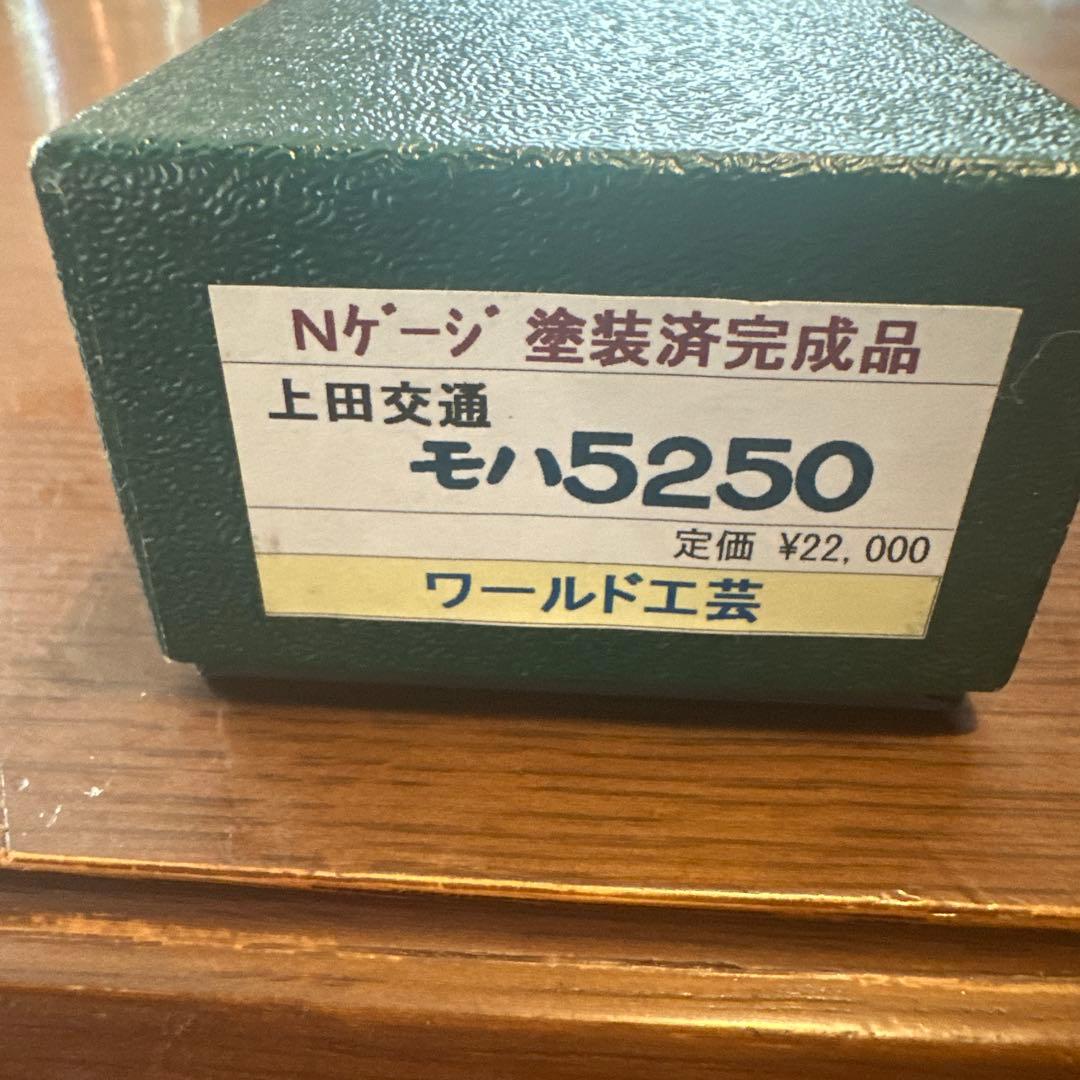 Nｹﾞｰｼﾞ 塗装済完成品
上田交通
モハ5250
定価 ¥22,000
ワールド工芸